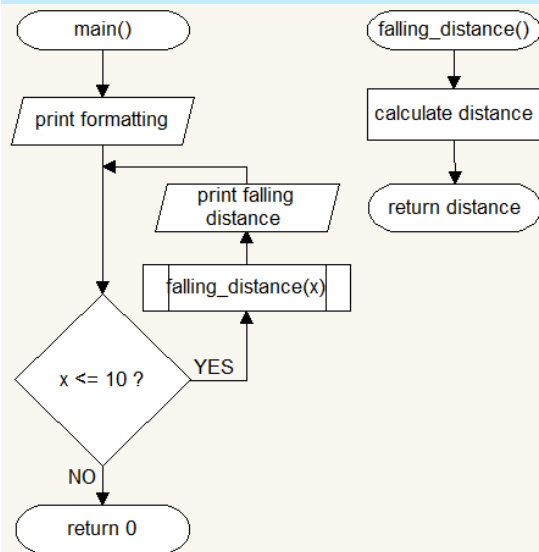 main()
print formatting
print falling
distance
falling_distance(x)
x <= 10 ?
YES
NO
return 0
falling_distance()
calculate distance
return distance